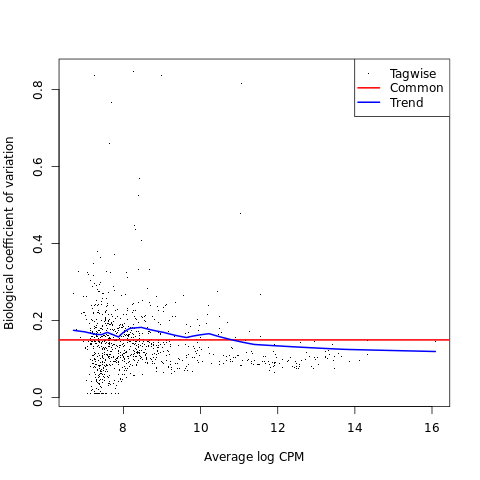 Tagwise
Common
Trend
Biological coefficient of variation
0.8
0.6
0.4
0.2
0.0
8 10 12 14 16
Average log CPM